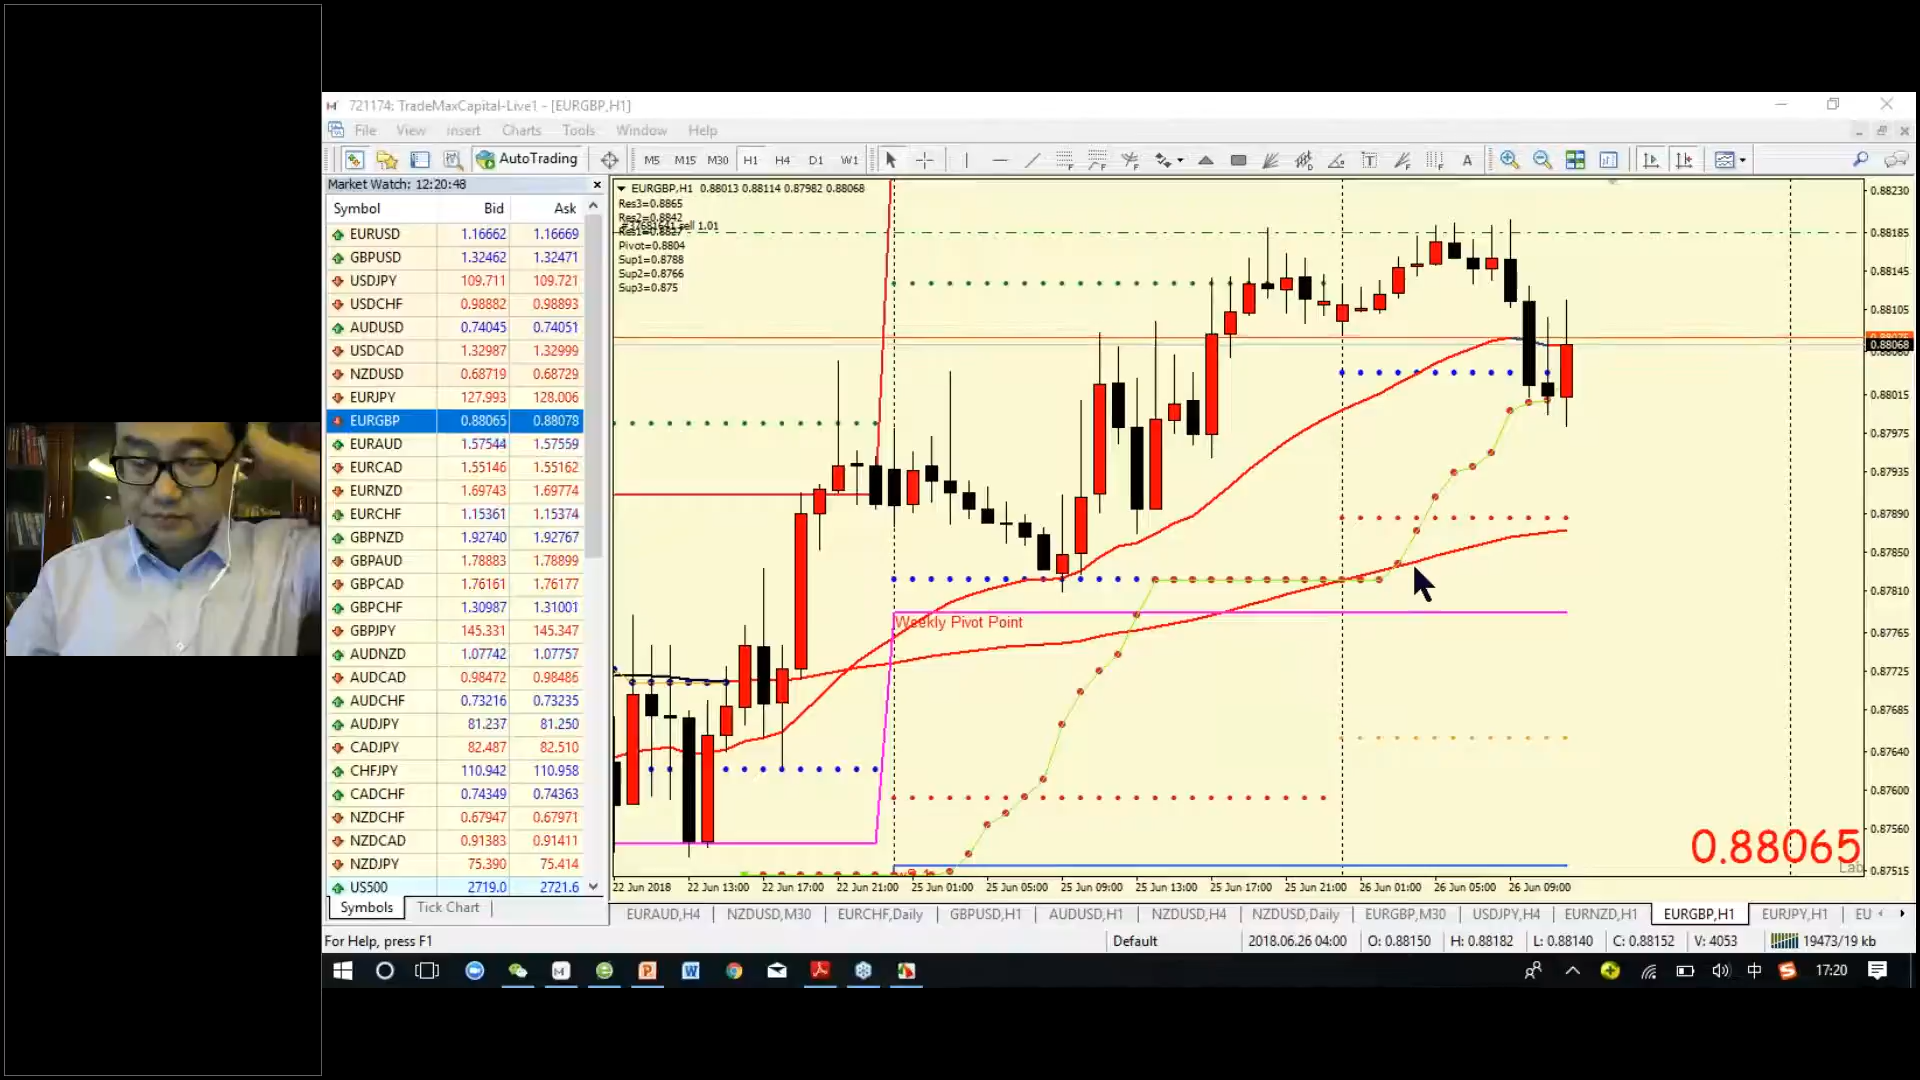 721174: TradeMaxCapital-Live1 - [EURGBP,H1]
File View Insert Charts Tools Window Help
AutoTrading M5 M15 M30 H1 H4 D1 W1 A T
Market Watch: 12:20:48
Symbol Bid Ask
EURUSD 1.16662 1.16669
GBPUSD 1.32462 1.32471
USDJPY 109.711 109.721
USDCHF 0.98882 0.98893
AUDUSD 0.74045 0.74051
USDCAD 1.32987 1.32999
NZDUSD 0.68719 0.68729
EURJPY 127.993 128.006
EURGBP 0.88065 0.88078
EURAUD 1.57544 1.57559
EURCAD 1.55146 1.55162
EURNZD 1.69743 1.69774
EURCHF 1.15361 1.15374
GBPNZD 1.92740 1.92767
GBPAUD 1.78883 1.78899
GBPCAD 1.76161 1.76177
GBPCHF 1.30987 1.31001
GBPJPY 145.331 145.347
AUDNZD 1.07742 1.07757
AUDCAD 0.98472 0.98486
AUDCHF 0.73216 0.73235
AUDJPY 81.237 81.250
CADJPY 82.487 82.510
CHFJPY 110.942 110.958
CADCHF 0.74349 0.74363
NZDCHF 0.67947 0.67971
NZDCAD 0.91383 0.91411
NZDJPY 75.390 75.414
US500 2719.0 2721.6
Symbols Tick Chart
EURGBP,H1 0.88013 0.88114 0.87982 0.88068
Res3=0.8865
Res2=0.8842
sell 1.01
Pivot=0.8804
Sup1=0.8788
Sup2=0.8766
Sup3=0.875
Weekly Pivot Point
0.88230
0.88185
0.88145
0.88105
0.88068
0.88015
0.87975
0.87935
0.87890
0.87850
0.87810
0.87765
0.87725
0.87685
0.87640
0.87600
0.87560
0.87515
0.88065
Lab
22 Jun 2018 22 Jun 13:00 22 Jun 17:00 22 Jun 21:00 25 Jun 01:00 25 Jun 05:00 25 Jun 09:00 25 Jun 13:00 25 Jun 17:00 25 Jun 21:00 26 Jun 01:00 26 Jun 05:00 26 Jun 09:00
EURAUD,H4 NZDUSD,M30 EURCHF,Daily GBPUSD,H1 AUDUSD,H1 NZDUSD,H4 NZDUSD,Daily EURGBP,M30 USDJPY,H4 EURNZD,H1 EURGBP,H1 EURJPY,H1 EU
For Help, press F1 Default 2018.06.26 04:00 O: 0.88150 H: 0.88182 L: 0.88140 C: 0.88152 V: 4053 19473/19 kb
中 17:20